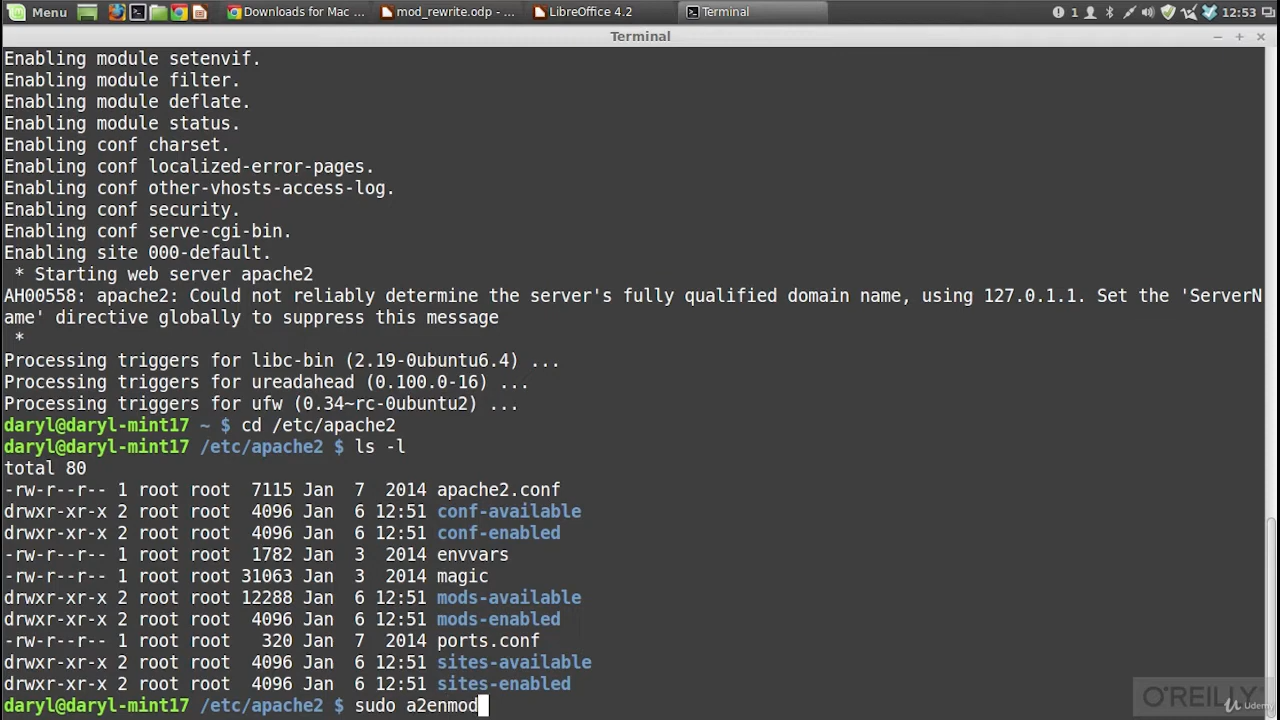 Menu
Downloads for Mac ...
mod_rewrite.odp - ...
LibreOffice 4.2
Terminal
1
12:53
Terminal
Enabling module setenvif.
Enabling module filter.
Enabling module deflate.
Enabling module status.
Enabling conf charset.
Enabling conf localized-error-pages.
Enabling conf other-vhosts-access-log.
Enabling conf security.
Enabling conf serve-cgi-bin.
Enabling site 000-default.
 * Starting web server apache2
AH00558: apache2: Could not reliably determine the server's fully qualified domain name, using 127.0.1.1. Set the 'ServerN
ame' directive globally to suppress this message
 *
Processing triggers for libc-bin (2.19-0ubuntu6.4) ...
Processing triggers for ureadahead (0.100.0-16) ...
Processing triggers for ufw (0.34~rc-0ubuntu2) ...
daryl@daryl-mint17 ~ $ cd /etc/apache2
daryl@daryl-mint17 /etc/apache2 $ ls -l
total 80
-rw-r--r-- 1 root root  7115 Jan  7  2014 apache2.conf
drwxr-xr-x 2 root root  4096 Jan  6 12:51 conf-available
drwxr-xr-x 2 root root  4096 Jan  6 12:51 conf-enabled
-rw-r--r-- 1 root root  1782 Jan  3  2014 envvars
-rw-r--r-- 1 root root 31063 Jan  3  2014 magic
drwxr-xr-x 2 root root 12288 Jan  6 12:51 mods-available
drwxr-xr-x 2 root root  4096 Jan  6 12:51 mods-enabled
-rw-r--r-- 1 root root   320 Jan  7  2014 ports.conf
drwxr-xr-x 2 root root  4096 Jan  6 12:51 sites-available
drwxr-xr-x 2 root root  4096 Jan  6 12:51 sites-enabled
daryl@daryl-mint17 /etc/apache2 $ sudo a2enmod
O'REILLY
Udemy